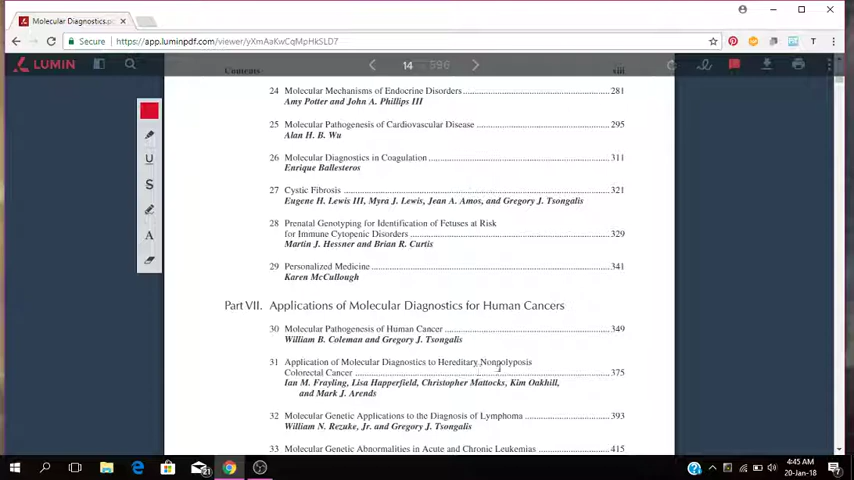 Molecular Diagnostics.p
Secure
https://app.luminpdf.com/viewer/yXmAaKwCqMpHkSLD7
LUMIN
14 — 596
Contents
xiii
24 Molecular Mechanisms of Endocrine Disorders 281
Amy Potter and John A. Phillips III
25 Molecular Pathogenesis of Cardiovascular Disease 295
Alan H. B. Wu
26 Molecular Diagnostics in Coagulation 311
Enrique Ballesteros
27 Cystic Fibrosis 321
Eugene H. Lewis III, Myra J. Lewis, Jean A. Amos, and Gregory J. Tsongalis
28 Prenatal Genotyping for Identification of Fetuses at Risk
for Immune Cytopenic Disorders 329
Martin J. Hessner and Brian R. Curtis
29 Personalized Medicine 341
Karen McCullough
Part VII. Applications of Molecular Diagnostics for Human Cancers
30 Molecular Pathogenesis of Human Cancer 349
William B. Coleman and Gregory J. Tsongalis
31 Application of Molecular Diagnostics to Hereditary Nonpolyposis
Colorectal Cancer 375
Ian M. Frayling, Lisa Happerfield, Christopher Mattocks, Kim Oakhill,
and Mark J. Arends
32 Molecular Genetic Applications to the Diagnosis of Lymphoma 393
William N. Rezuke, Jr. and Gregory J. Tsongalis
33 Molecular Genetic Abnormalities in Acute and Chronic Leukemias 415
U
S
A
21
4:45 AM
20-Jan-18
7